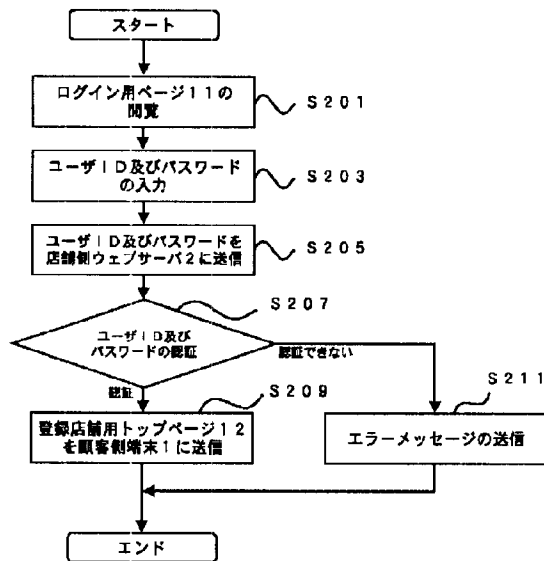 スタート
ログイン用ページ11の
閲覧
S201
ユーザID及びパスワード
の入力
S203
ユーザID及びパスワードを
店舗側ウェブサーバ2に送信
S205
S207
ユーザID及び
パスワードの認証
認証できない
認証
S209
S211
登録店舗用トップページ12
を顧客側端末1に送信
エラーメッセージの送信
エンド